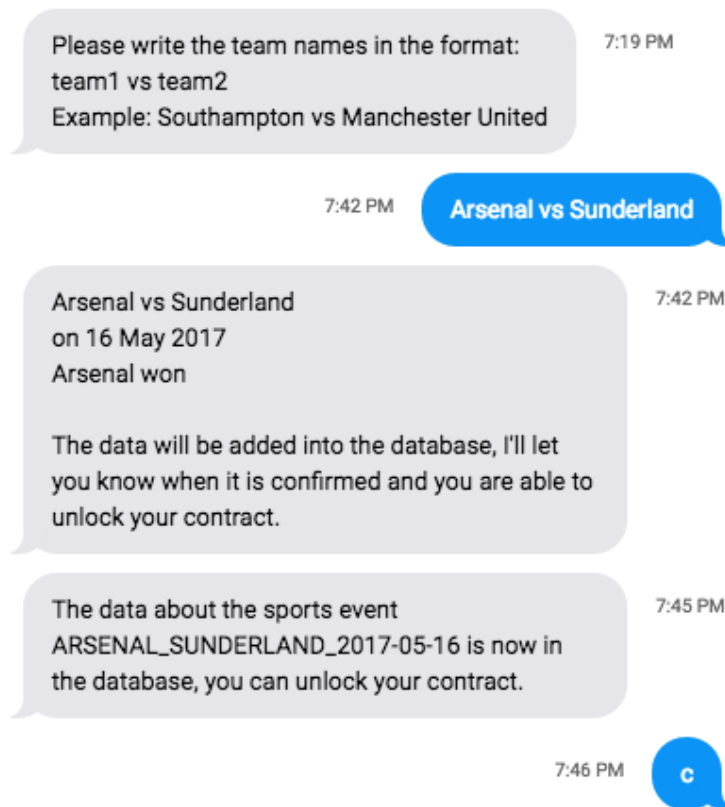 Please write the team names in the format:
7:19 PM
team1 vs team2
Example: Southampton vs Manchester United
7:42 PM
Arsenal vs Sunderland
Arsenal vs Sunderland
7:42 PM
on 16 May 2017
Arsenal won
The data will be added into the database, I'll let
you know when it is confirmed and you are able to
unlock your contract.
The data about the sports event
7:45 PM
ARSENAL_SUNDERLAND_2017-05-16 is now in
the database, you can unlock your contract.
7:46 PM
c